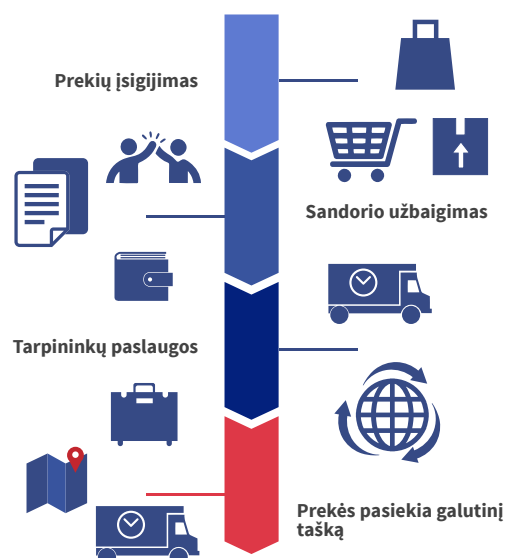 Prekių įsigijimas
Sandorio užbaigimas
Tarpininkų paslaugos
Prekės pasiekia galutinį
tašką